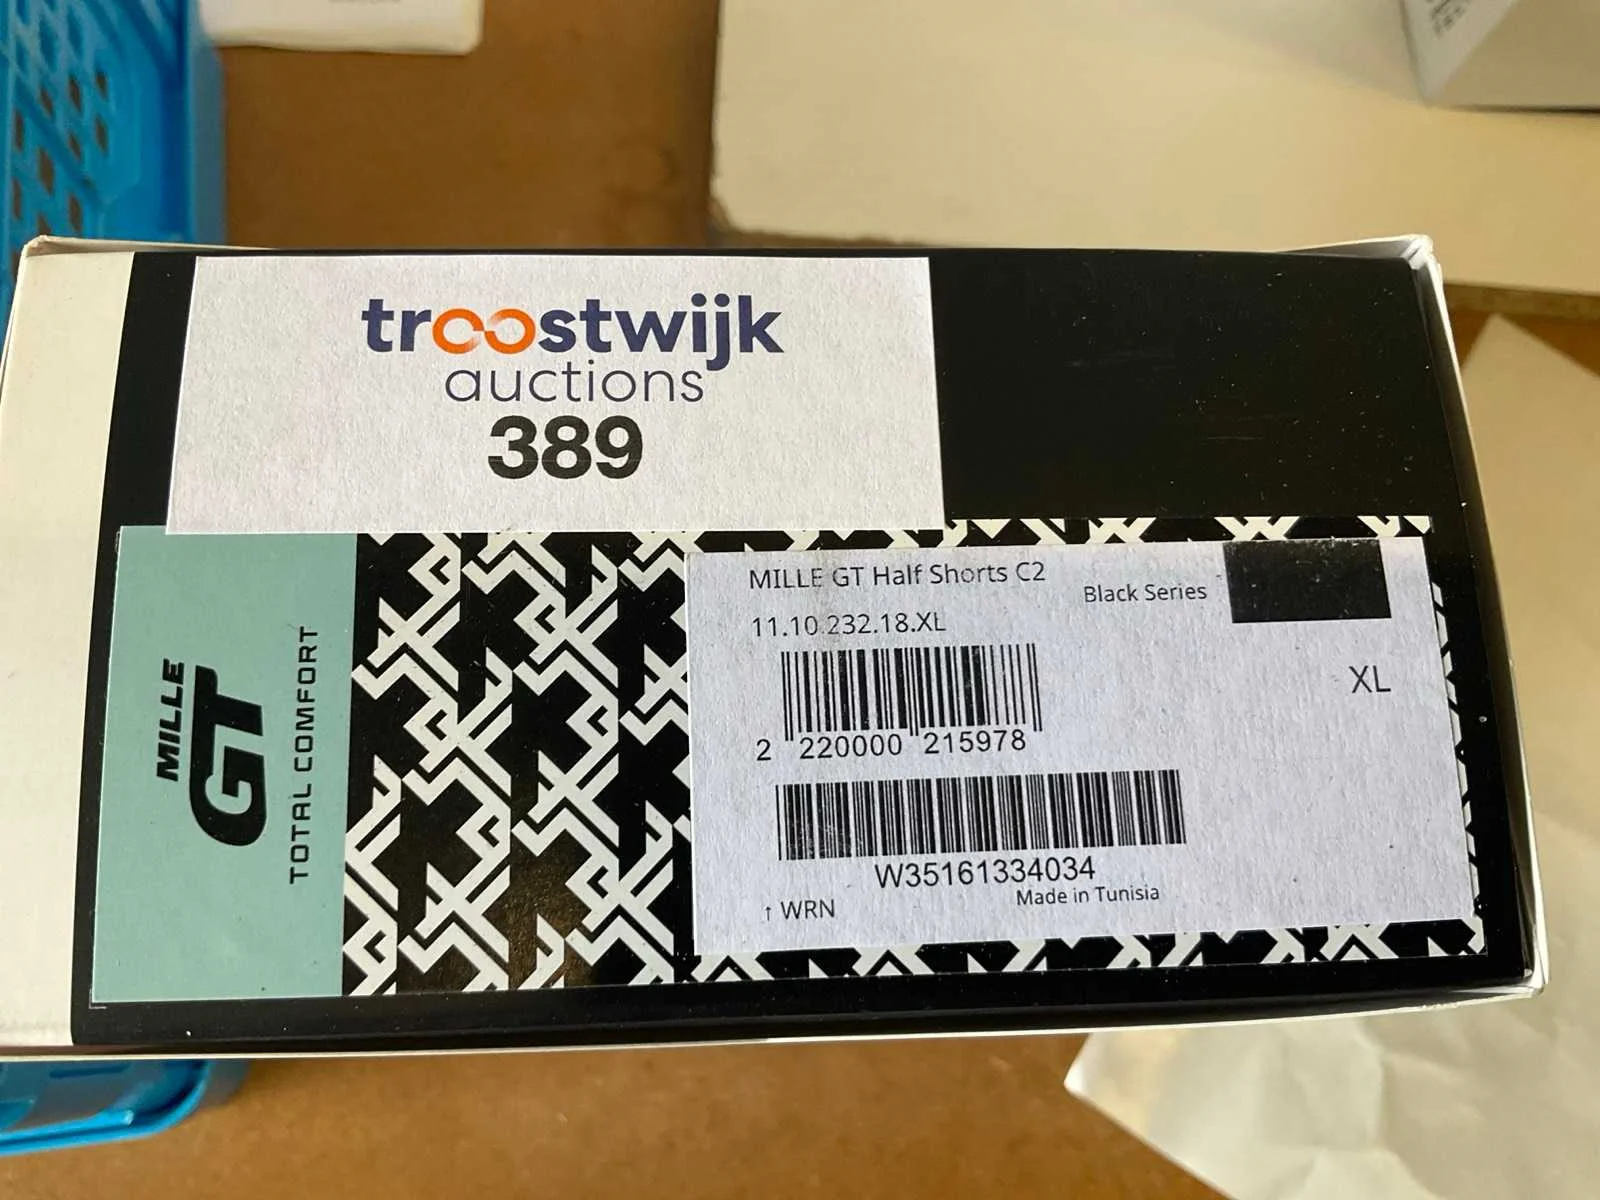 troostwijk
auctions
389
MILLE
GT
TOTAL COMFORT
MILLE GT Half Shorts C2
Black Series
11.10.232.18.XL
XL
2 220000 215978
W35161334034
Made in Tunisia
↑ WRN